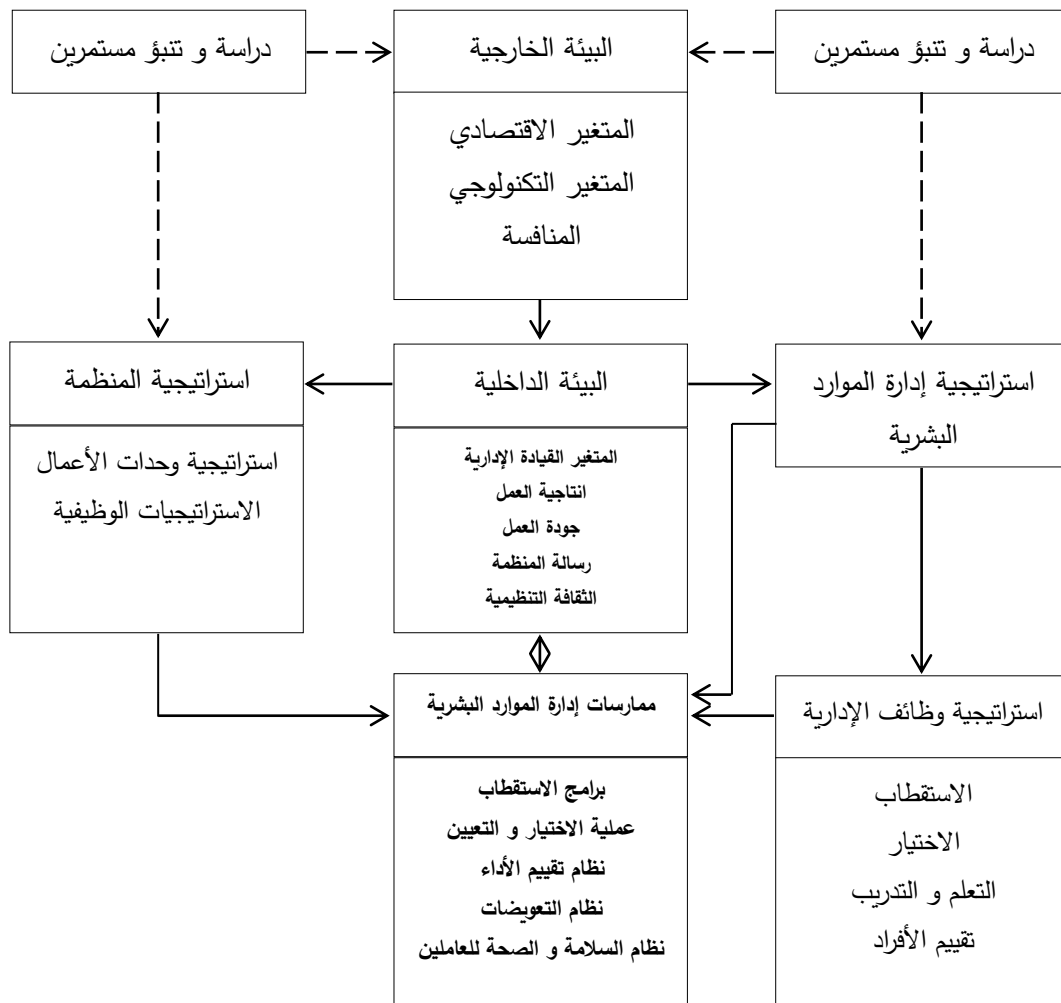 دراسة و تنبؤ مستمرين
البيئة الخارجية
دراسة و تنبؤ مستمرين
المتغير الاقتصادي
المتغير التكنولوجي
المنافسة
استراتيجية إدارة الموارد
البشرية
البيئة الداخلية
استراتيجية المنظمة
المتغير القيادة الإدارية
انتاجية العمل
جودة العمل
رسالة المنظمة
الثقافة التنظيمية
استراتيجية وحدات الأعمال
الاستراتيجيات الوظيفية
استراتيجية وظائف الإدارية
ممارسات إدارة الموارد البشرية
الاستقطاب
الاختيار
التعلم و التدريب
تقييم الأفراد
برامج الاستقطاب
عملية الاختيار و التعيين
نظام تقييم الأداء
نظام التعويضات
نظام السلامة و الصحة للعاملين